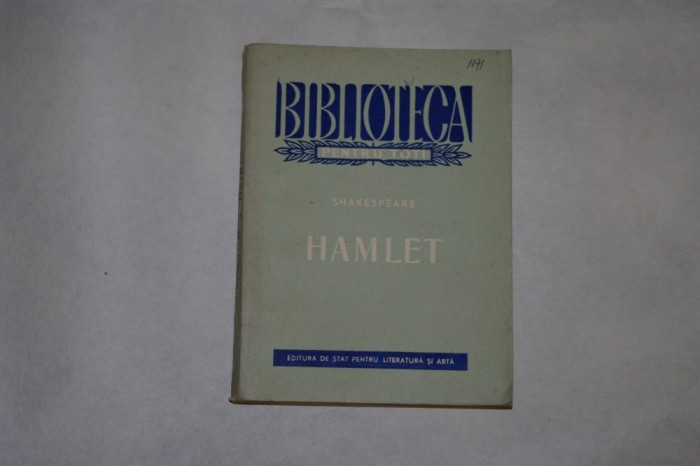 1171
BIBLIOTECA
PENTRU TOȚI
SHAKESPEARE
HAMLET
EDITURA DE STAT PENTRU LITERATURĂ ȘI ARTĂ